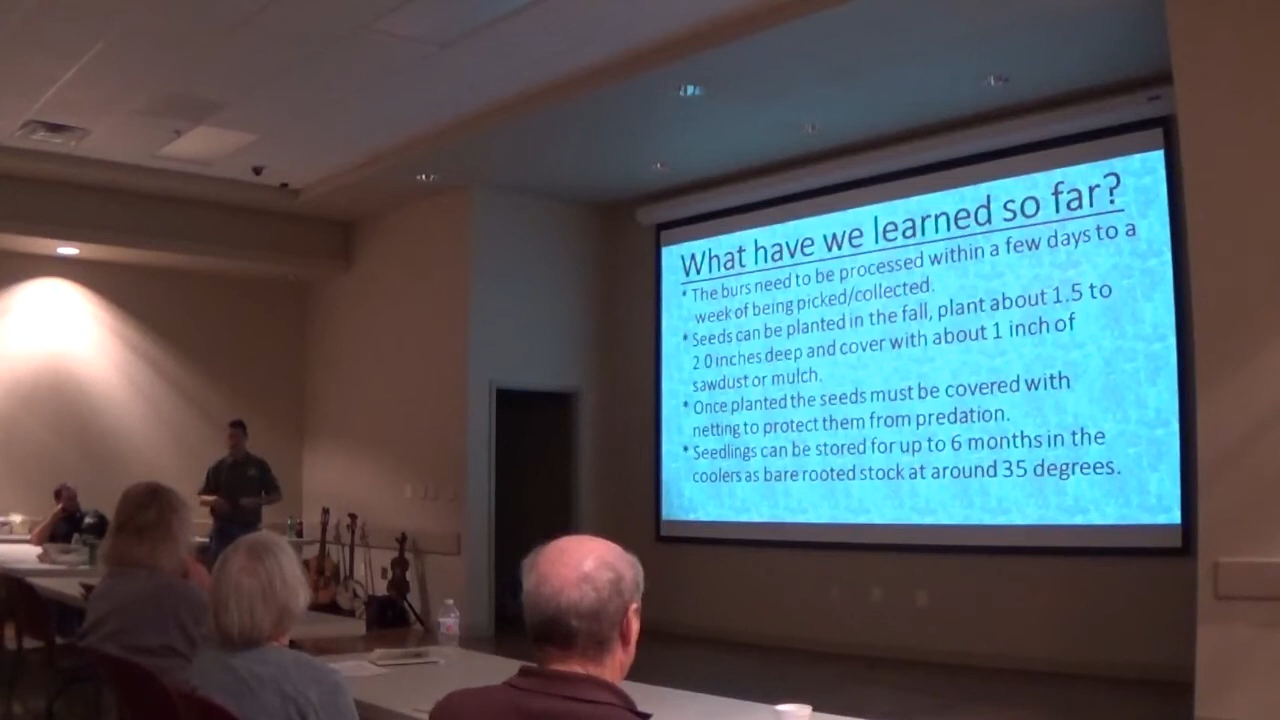 What have we learned so far?
• The burs need to be processed within a few days to a
week of being picked/collected.
• Seeds can be planted in the fall, plant about 1.5 to
2.0 inches deep and cover with about 1 inch of
sawdust or mulch.
• Once planted the seeds must be covered with
netting to protect them from predation.
• Seedlings can be stored for up to 6 months in the
coolers as bare rooted stock at around 35 degrees.